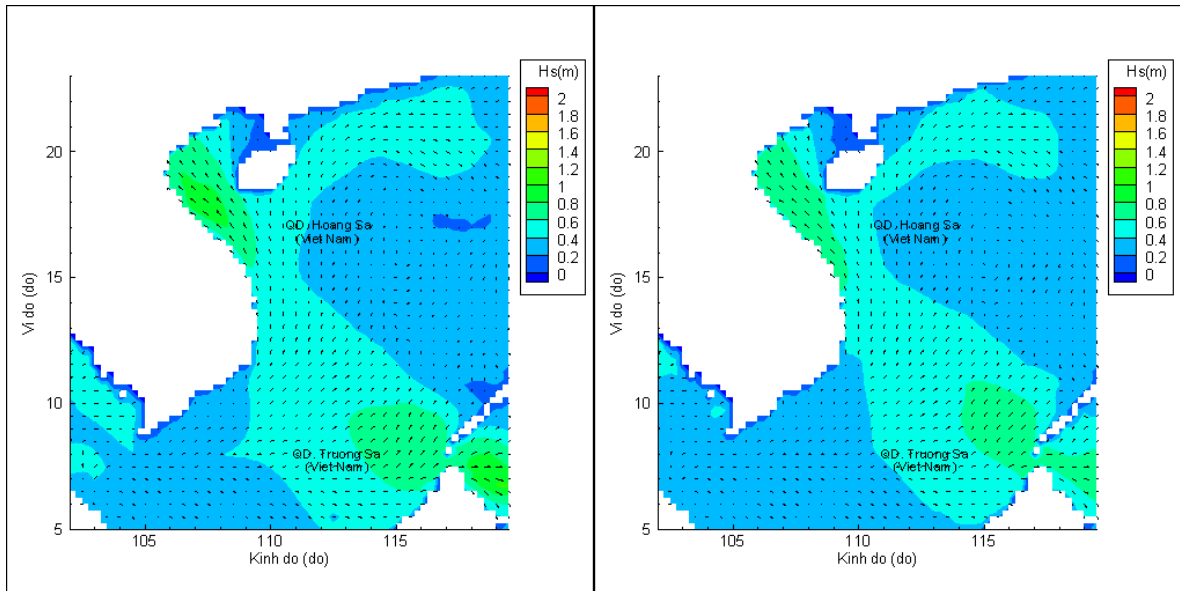 Hs(m)
2
1.8
1.6
1.4
1.2
1
0.8
0.6
0.4
0.2
0
20
15
10
5
Vi do (do)
QD. Hoang Sa
(Viet Nam)
QD. Truong Sa
(Viet Nam)
105
110
115
Kinh do (do)
Hs(m)
2
1.8
1.6
1.4
1.2
1
0.8
0.6
0.4
0.2
0
20
15
10
5
Vi do (do)
QD. Hoang Sa
(Viet Nam)
QD. Truong Sa
(Viet Nam)
105
110
115
Kinh do (do)